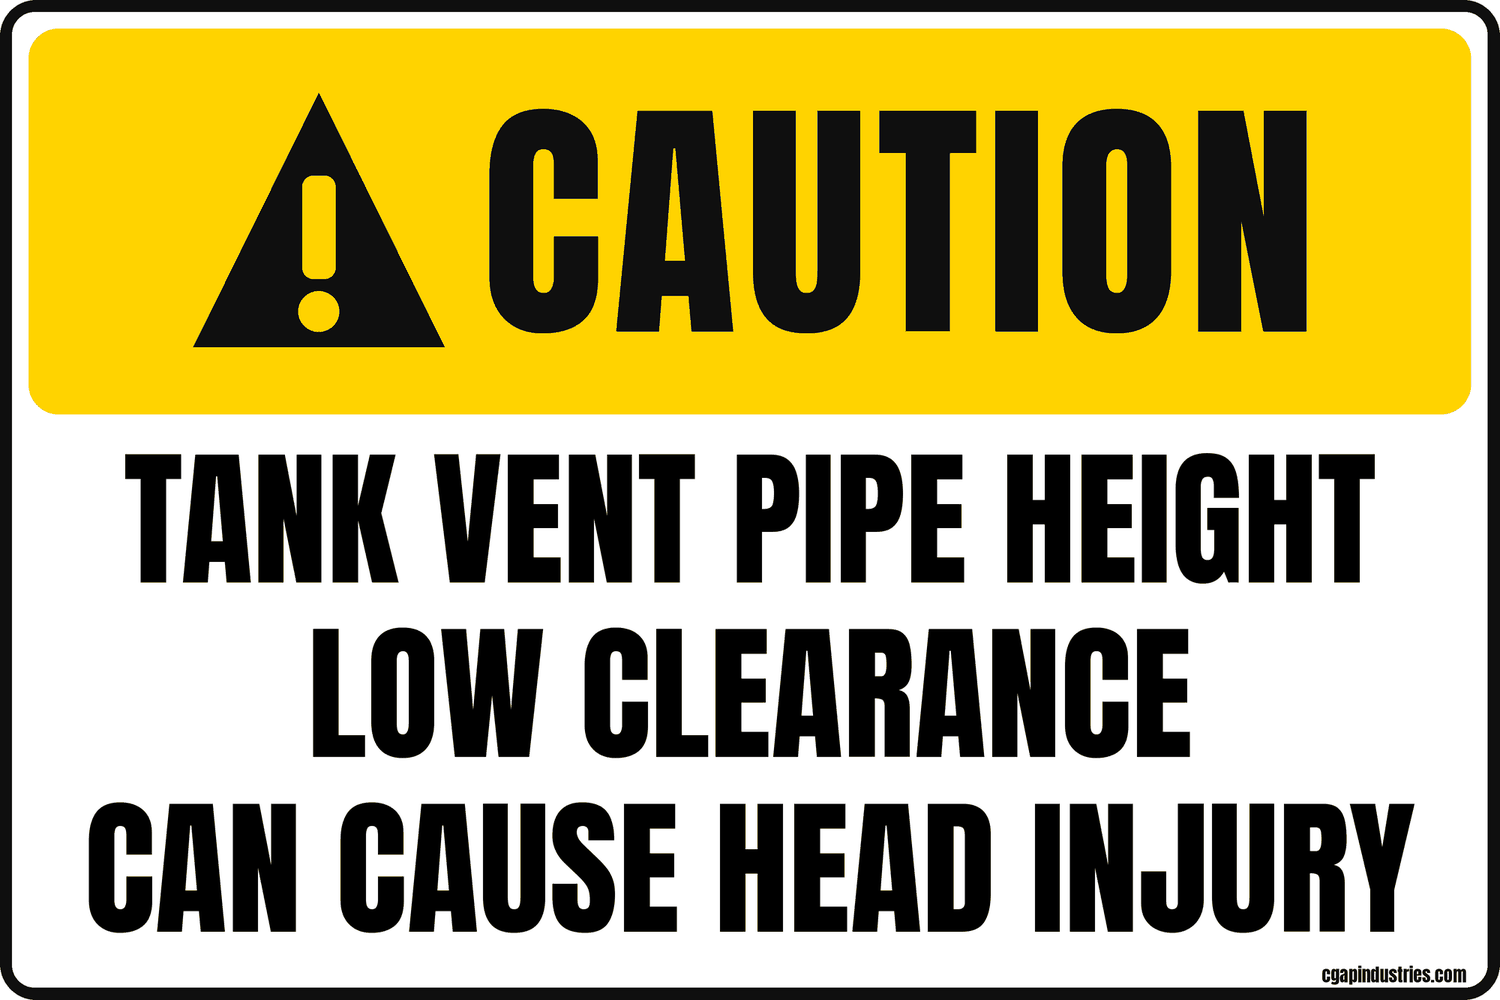 CAUTION
TANK VENT PIPE HEIGHT
LOW CLEARANCE
CAN CAUSE HEAD INJURY
cgapindustries.com